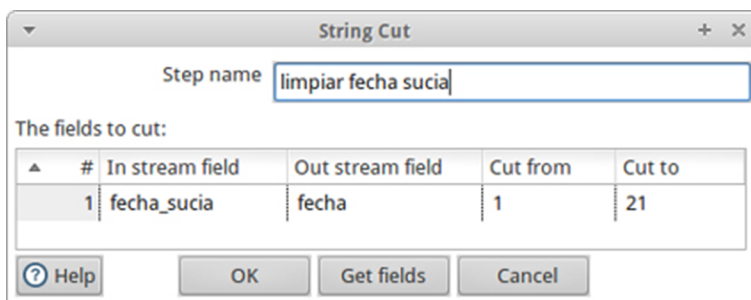 String Cut
Step name limpiar fecha sucia
The fields to cut:
# In stream field Out stream field Cut from Cut to
1 fecha_sucia fecha 1 21
Help OK Get fields Cancel